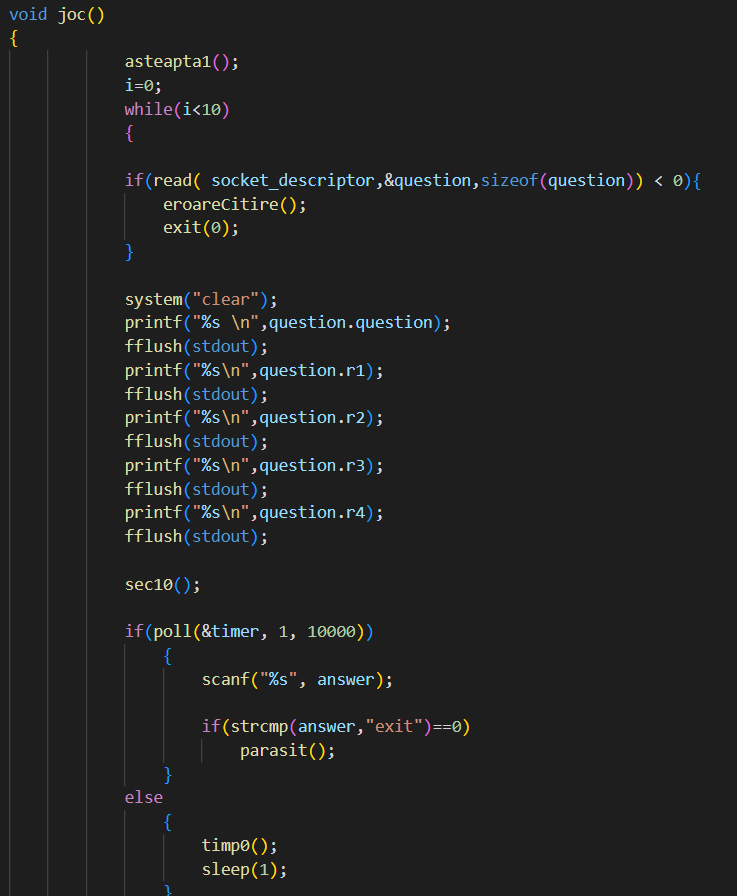 void joc()
{
asteapta1();
i=0;
while(i<10)
{
if(read( socket_descriptor,&question,sizeof(question)) < 0){
eroareCitire();
exit(0);
}
system("clear");
printf("%s \n",question.question);
fflush(stdout);
printf("%s\n",question.r1);
fflush(stdout);
printf("%s\n",question.r2);
fflush(stdout);
printf("%s\n",question.r3);
fflush(stdout);
printf("%s\n",question.r4);
fflush(stdout);
sec10();
if(poll(&timer, 1, 10000))
{
scanf("%s", answer);
if(strcmp(answer,"exit")==0)
parasit();
}
else
{
timp0();
sleep(1);
}